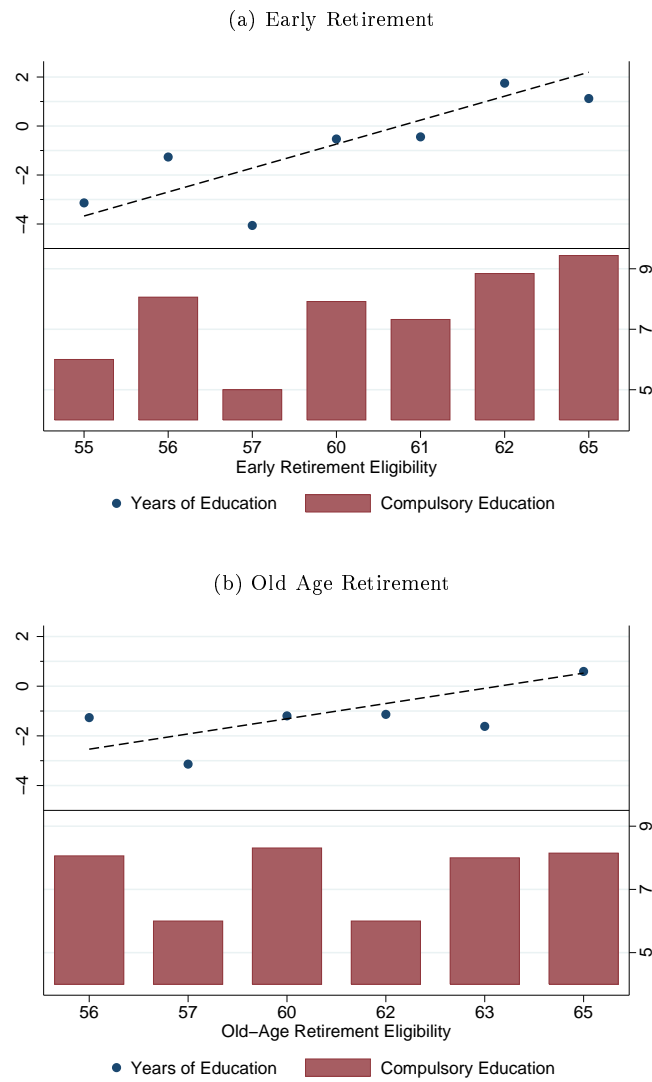 (a) Early Retirement
2
0
−2
−4
9
7
5
55 56 57 60 61 62 65
Early Retirement Eligibility
Years of Education Compulsory Education
(b) Old Age Retirement
2
0
−2
−4
9
7
5
56 57 60 62 63 65
Old−Age Retirement Eligibility
Years of Education Compulsory Education